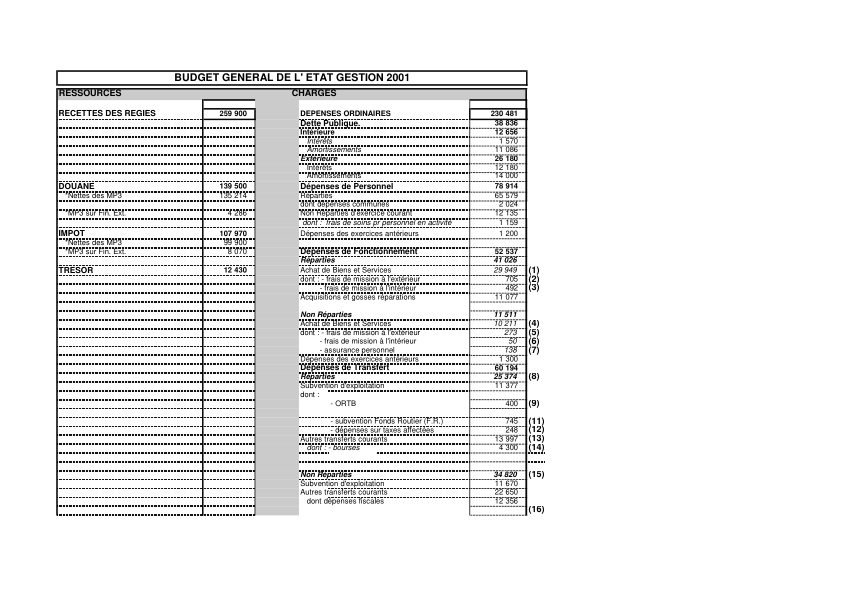 BUDGET GENERAL DE L' ETAT GESTION 2001
RESSOURCES CHARGES
RECETTES DES REGIES 259 900 DEPENSES ORDINAIRES 230 481
Dette Publique. 38 836
Intérieure 12 656
Intérêts 1 570
Amortissements 11 086
Extérieure 26 180
Intérêts 12 180
Amortissements 14 000
DOUANE 139 500 Dépenses de Personnel 78 914
*Nettes des MP3 135 214 Réparties 65 579
dont dépenses communes 2 024
*MP3 sur Fin. Ext. 4 286 Non Réparties d'exercice courant 12 135
dont : frais de soins pr personnel en activité 1 159
IMPOT 107 970 Dépenses des exercices antérieurs 1 200
*Nettes des MP3 99 900
*MP3 sur Fin. Ext. 8 070 Dépenses de Fonctionnement 52 537
Réparties 41 026
TRESOR 12 430 Achat de Biens et Services 29 949 (1)
dont : - frais de mission à l'extérieur 705 (2)
- frais de mission à l'intérieur 492 (3)
Acquisitions et gosses réparations 11 077
Non Réparties 11 511
Achat de Biens et Services 10 211 (4)
dont : - frais de mission à l'extérieur 273 (5)
- frais de mission à l'intérieur 50 (6)
- assurance personnel 138 (7)
Dépenses des exercices antérieurs 1 300
Dépenses de Transfert 60 194
Réparties 25 374 (8)
Subvention d'exploitation 11 377
dont :
- ORTB 400 (9)
- subvention Fonds Routier (F.R.) 745 (11)
- dépenses sur taxes affectées 248 (12)
Autres transferts courants 13 997 (13)
dont : - bourses 4 300 (14)
Non Réparties 34 820 (15)
Subvention d'exploitation 11 670
Autres transferts courants 22 650
dont dépenses fiscales 12 356
(16)